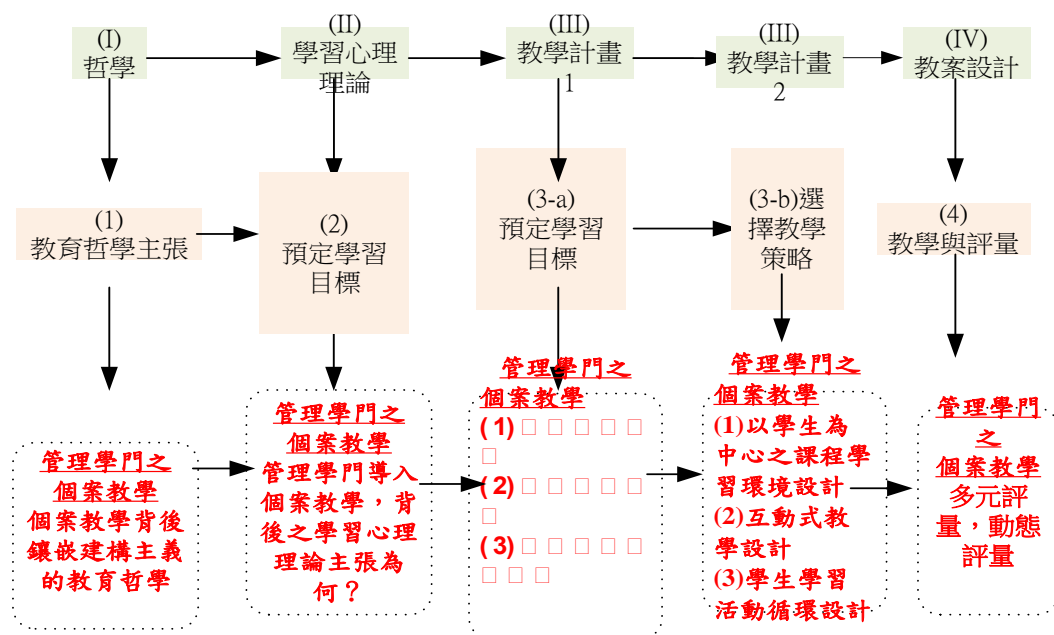 (I)
哲學
(II)
學習心理
理論
(III)
教學計畫
1
(III)
教學計畫
2
(IV)
教案設計
(1)
教育哲學主張
(2)
預定學習
目標
(3-a)
預定學習
目標
(3-b)選
擇教學
策略
(4)
教學與評量
管理學門之
個案教學
個案教學背後
鑲嵌建構主義
的教育哲學
管理學門之
個案教學
管理學門導入
個案教學，背
後之學習心理
理論主張為
何？
管理學門之
個案教學
(1)□□□□□
□
(2)□□□□□
□
(3)□□□□□
□□□
管理學門之
個案教學
(1)以學生為
中心之課程學
習環境設計
(2)互動式教
學設計
(3)學生學習
活動循環設計
管理學門
之
個案教學
多元評
量，動態
評量